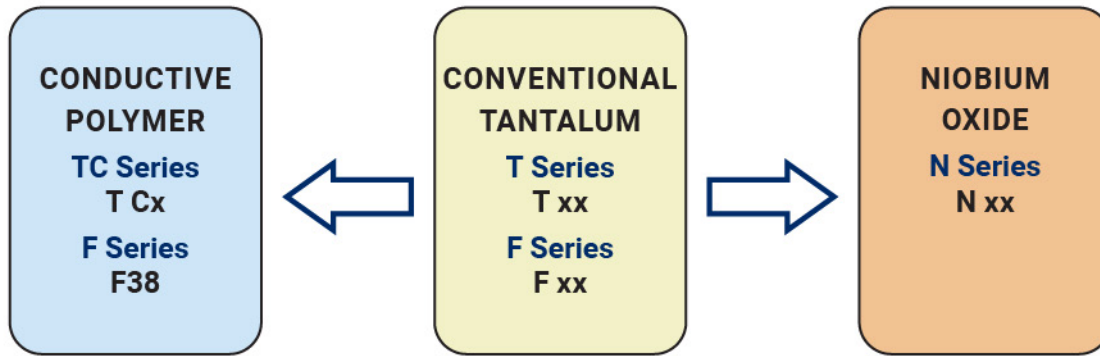 CONDUCTIVE
POLYMER
TC Series
T Cx
F Series
F38
CONVENTIONAL
TANTALUM
T Series
T xx
F Series
F xx
NIOBIUM
OXIDE
N Series
N xx